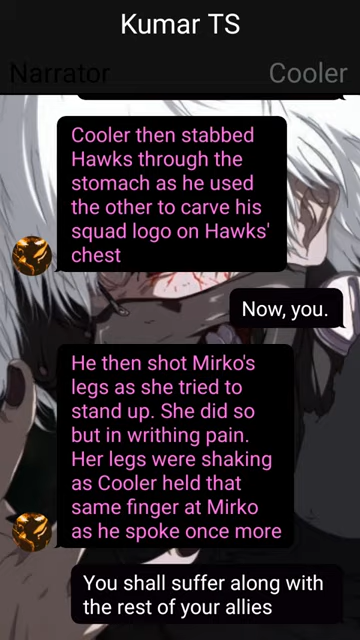 Kumar TS
Narrator
Cooler
Cooler then stabbed
Hawks through the
stomach as he used
the other to carve his
squad logo on Hawks'
chest
Now, you.
He then shot Mirko's
legs as she tried to
stand up. She did so
but in writhing pain.
Her legs were shaking
as Cooler held that
same finger at Mirko
as he spoke once more
You shall suffer along with
the rest of your allies